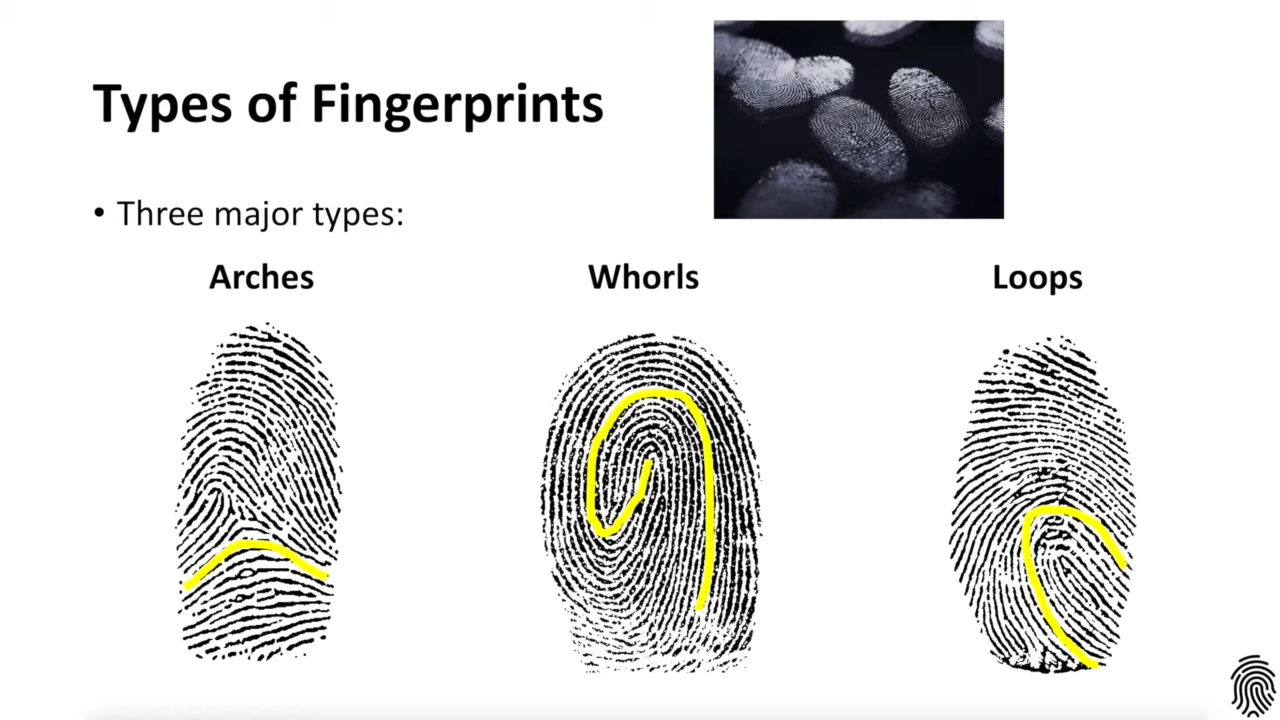 Types of Fingerprints
• Three major types:
Arches
Whorls
Loops